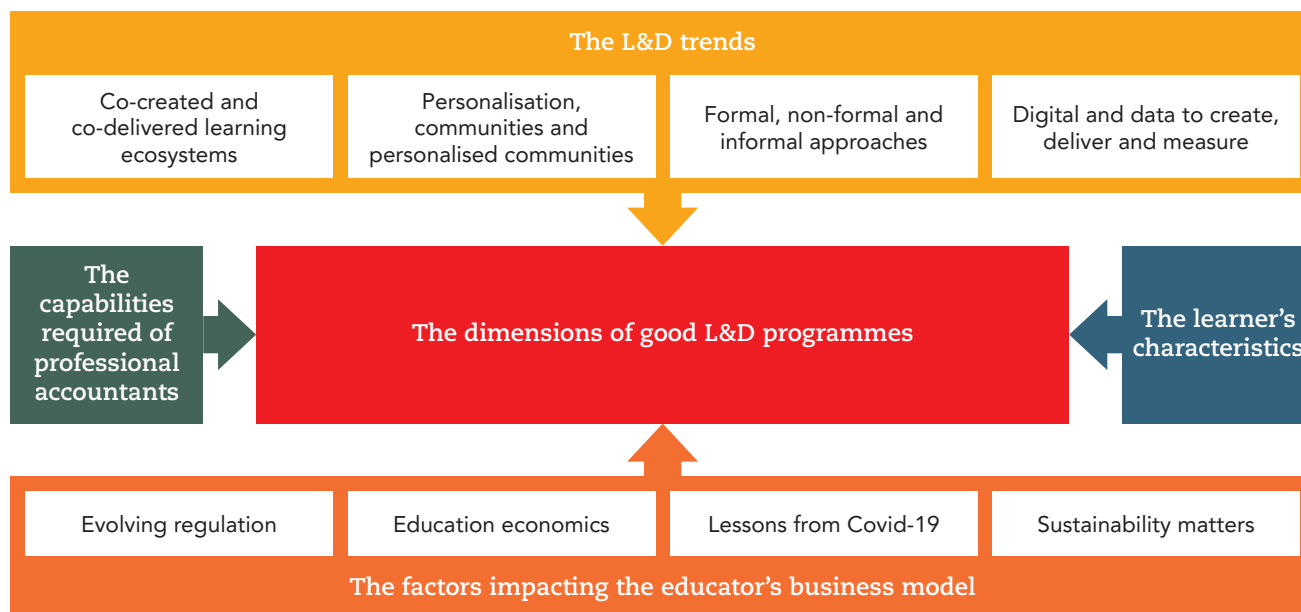 The L&D trends
Co-created and
co-delivered learning
ecosystems
Personalisation,
communities and
personalised communities
Formal, non-formal and
informal approaches
Digital and data to create,
deliver and measure
The
capabilities
required of
professional
accountants
The dimensions of good L&D programmes
The learner's
characteristics
Evolving regulation
Education economics
Lessons from Covid-19
Sustainability matters
The factors impacting the educator's business model